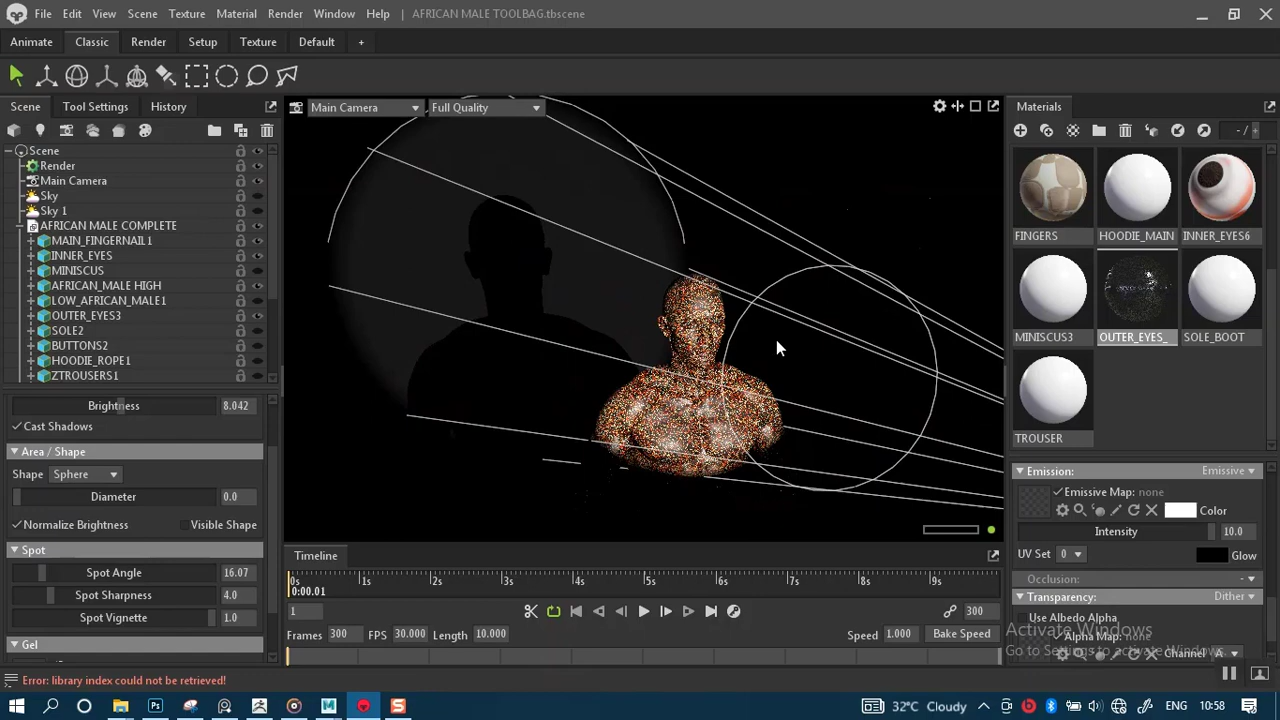 File Edit View Scene Texture Material Render Window Help AFRICAN MALE TOOLBAG.tbscene
Animate Classic Render Setup Texture Default +
Scene Tool Settings History
Main Camera Full Quality
Materials
- / +
Scene
Render
Main Camera
Sky
Sky 1
AFRICAN MALE COMPLETE
MAIN_FINGERNAIL1
INNER_EYES
MINISCUS
AFRICAN_MALE HIGH
LOW_AFRICAN_MALE1
OUTER_EYES3
SOLE2
BUTTONS2
HOODIE_ROPE1
ZTROUSERS1
Brightness 8.042
Cast Shadows
Area / Shape
Shape Sphere
Diameter 0.0
Normalize Brightness Visible Shape
Spot
Spot Angle 16.07
Spot Sharpness 4.0
Spot Vignette 1.0
Gel
FINGERS HOODIE_MAIN INNER_EYES6
MINISCUS3 OUTER_EYES_ SOLE_BOOT
TROUSER
Emission: Emissive
Emissive Map: none
Color
Intensity 10.0
UV Set 0 Glow
Occlusion: -
Transparency: Dither
Use Albedo Alpha
Alpha Map: none
Channel A
Activate Windows
Go to Settings to activate Windows.
Timeline
0s 1s 2s 3s 4s 5s 6s 7s 8s 9s
0:00.01
1 300
Frames 300 FPS 30.000 Length 10.000 Speed 1.000 Bake Speed
Error: library index could not be retrieved!
32°C Cloudy ENG 10:58